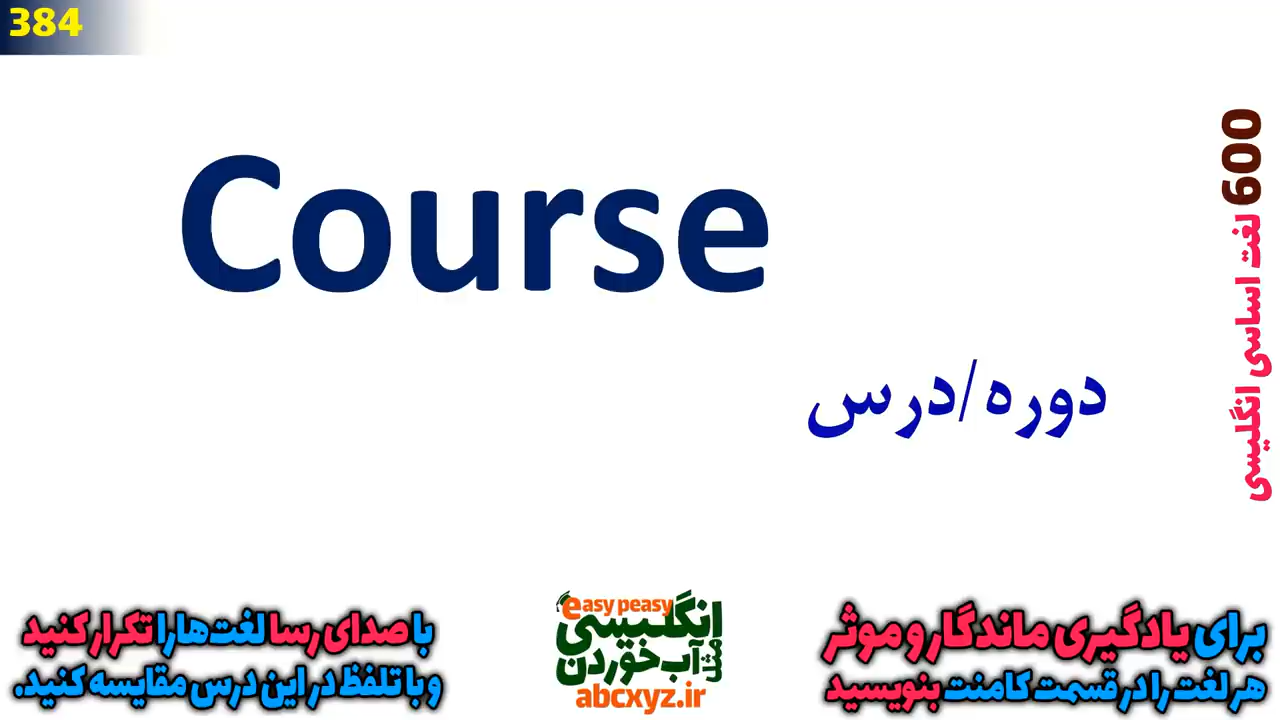 384
Course
دوره/درس
600 لغت اساسی انگلیسی
برای یادگیری ماندگار و موثر
هر لغت را در قسمت کامنت بنویسید
easy peasy
انگلیسی
مثل
آب خوردن
abcxyz.ir
با صدای رسا لغت‌ها را تکرار کنید
و با تلفظ در این درس مقایسه کنید.